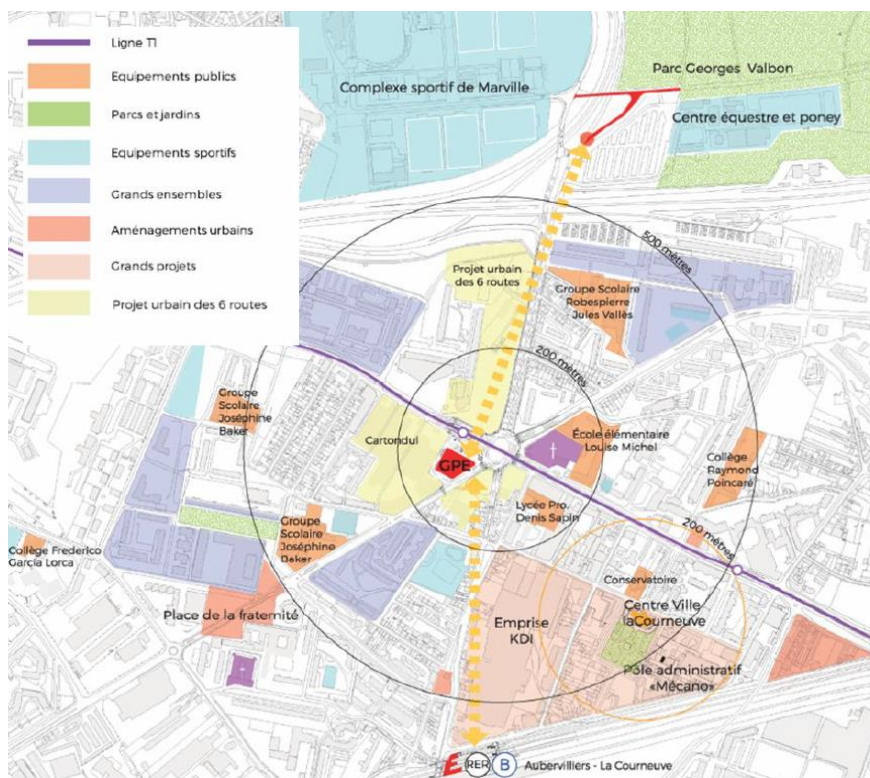 Ligne T1
Equipements publics
Parcs et jardins
Equipements sportifs
Grands ensembles
Aménagements urbains
Grands projets
Projet urbain des 6 routes
Complexe sportif de Marville
Parc Georges Valbon
Centre équestre et poney
500 mètres
Projet urbain
des 6 routes
Groupe Scolaire
Robespierre
Jules Vallès
200 mètres
Groupe
Scolaire
Joséphine
Baker
Cartondul
École élémentaire
Louise Michel
GPE
Collège
Raymond
Poincaré
Lycée Pro.
Denis Sapin
200 mètres
Groupe
Scolaire
Joséphine
Baker
Collège Frederico
Garcia Lorca
Conservatoire
Place de la fraternité
Emprise
KDI
Centre Ville
laCourneuve
Pôle administratif
«Mécano»
E RER B Aubervilliers - La Courneuve